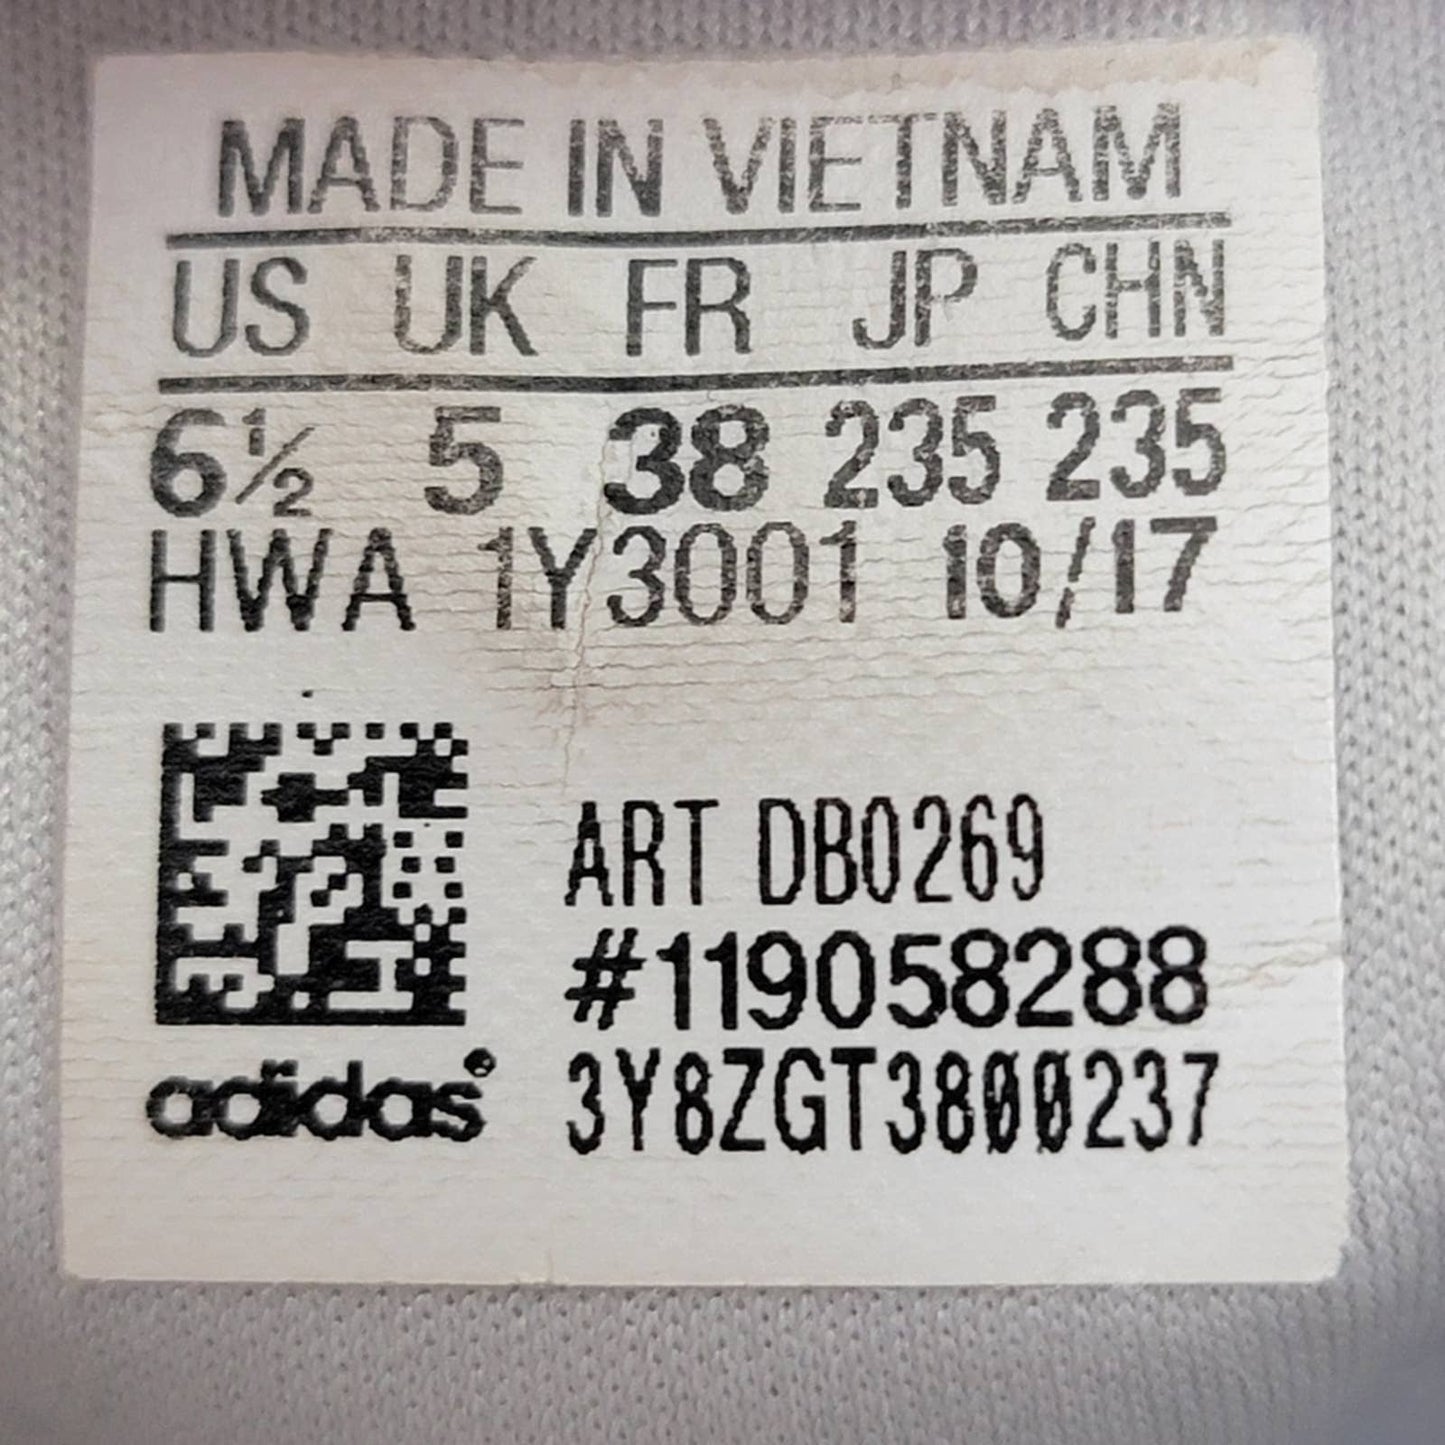 MADE IN VIETNAM
US UK FR JP CHN
6½ 5 38 235 235
HWA 1Y3001 10/17
ART DB0269
#119058288
adidas® 3Y8ZGT3800237